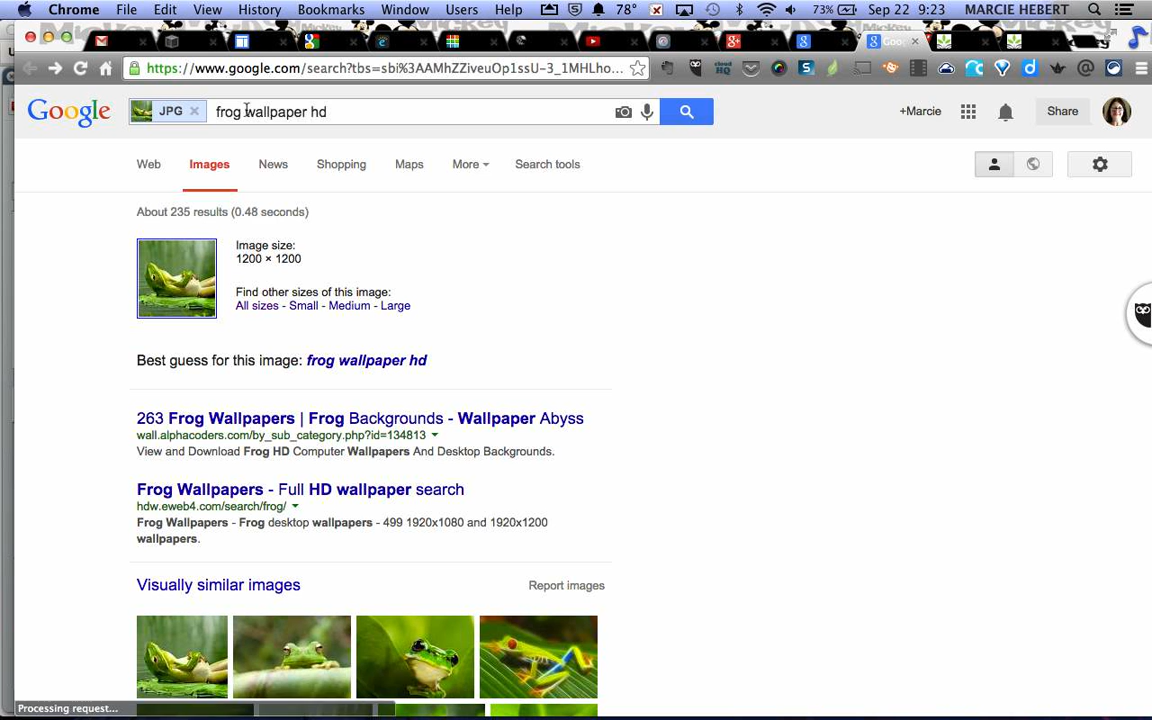 Chrome File Edit View History Bookmarks Window Users Help 78° 73% Sep 22 9:23 MARCIE HEBERT
Goo
https://www.google.com/search?tbs=sbi%3AAMhZZiveuOp1ssU-3_1MHLho...
Google JPG frog wallpaper hd +Marcie Share
Web Images News Shopping Maps More Search tools
About 235 results (0.48 seconds)
Image size:
1200 × 1200
Find other sizes of this image:
All sizes - Small - Medium - Large
Best guess for this image: frog wallpaper hd
263 Frog Wallpapers | Frog Backgrounds - Wallpaper Abyss
wall.alphacoders.com/by_sub_category.php?id=134813
View and Download Frog HD Computer Wallpapers And Desktop Backgrounds.
Frog Wallpapers - Full HD wallpaper search
hdw.eweb4.com/search/frog/
Frog Wallpapers - Frog desktop wallpapers - 499 1920x1080 and 1920x1200
wallpapers.
Visually similar images Report images
Processing request...